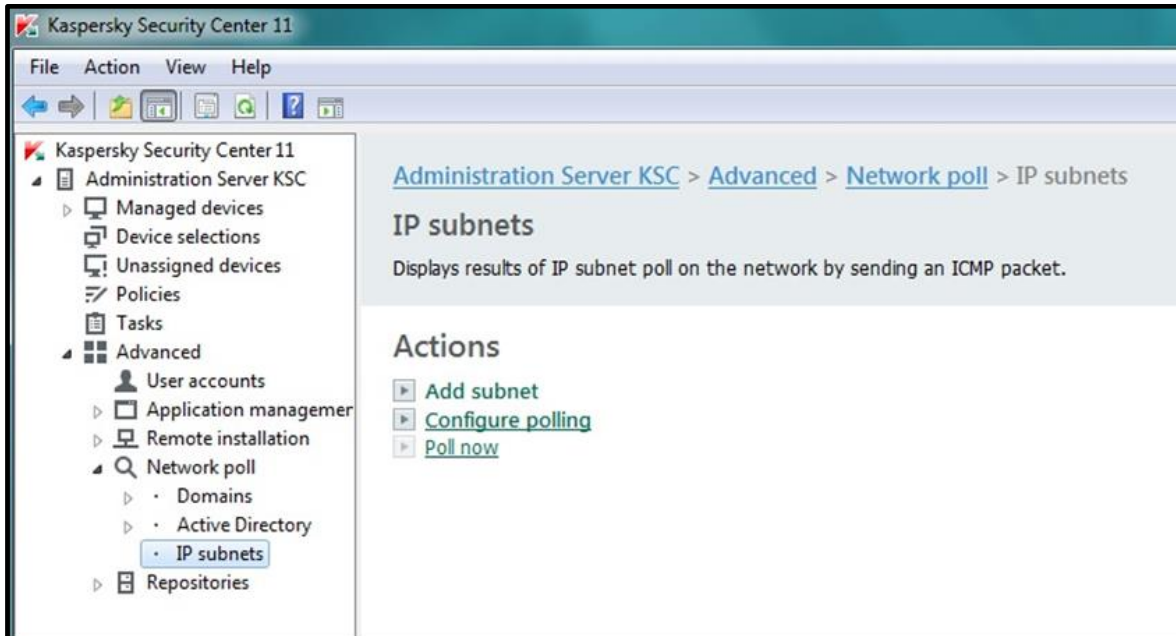 Kaspersky Security Center 11
File Action View Help
Kaspersky Security Center 11
Administration Server KSC
Managed devices
Device selections
Unassigned devices
Policies
Tasks
Advanced
User accounts
Application managemer
Remote installation
Network poll
Domains
Active Directory
IP subnets
Repositories
Administration Server KSC > Advanced > Network poll > IP subnets
IP subnets
Displays results of IP subnet poll on the network by sending an ICMP packet.
Actions
Add subnet
Configure polling
Poll now